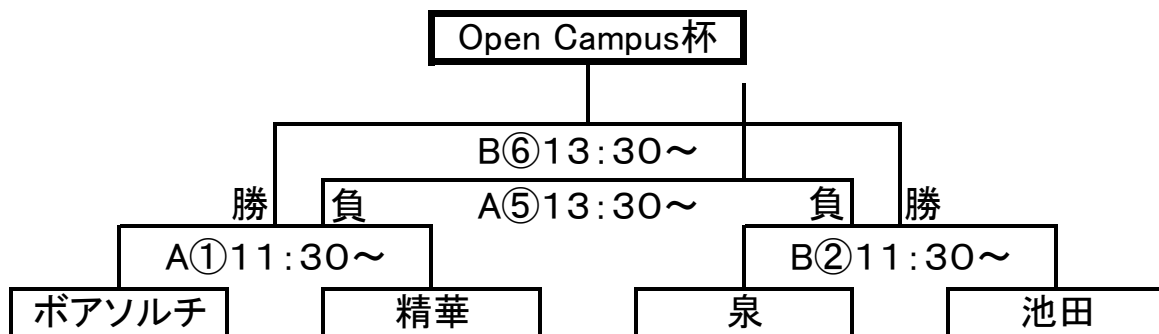 Open Campus杯
B⑥13:30～
勝 負 A⑤13:30～ 負 勝
A①11:30～ B②11:30～
ボアソルチ 精華 泉 池田